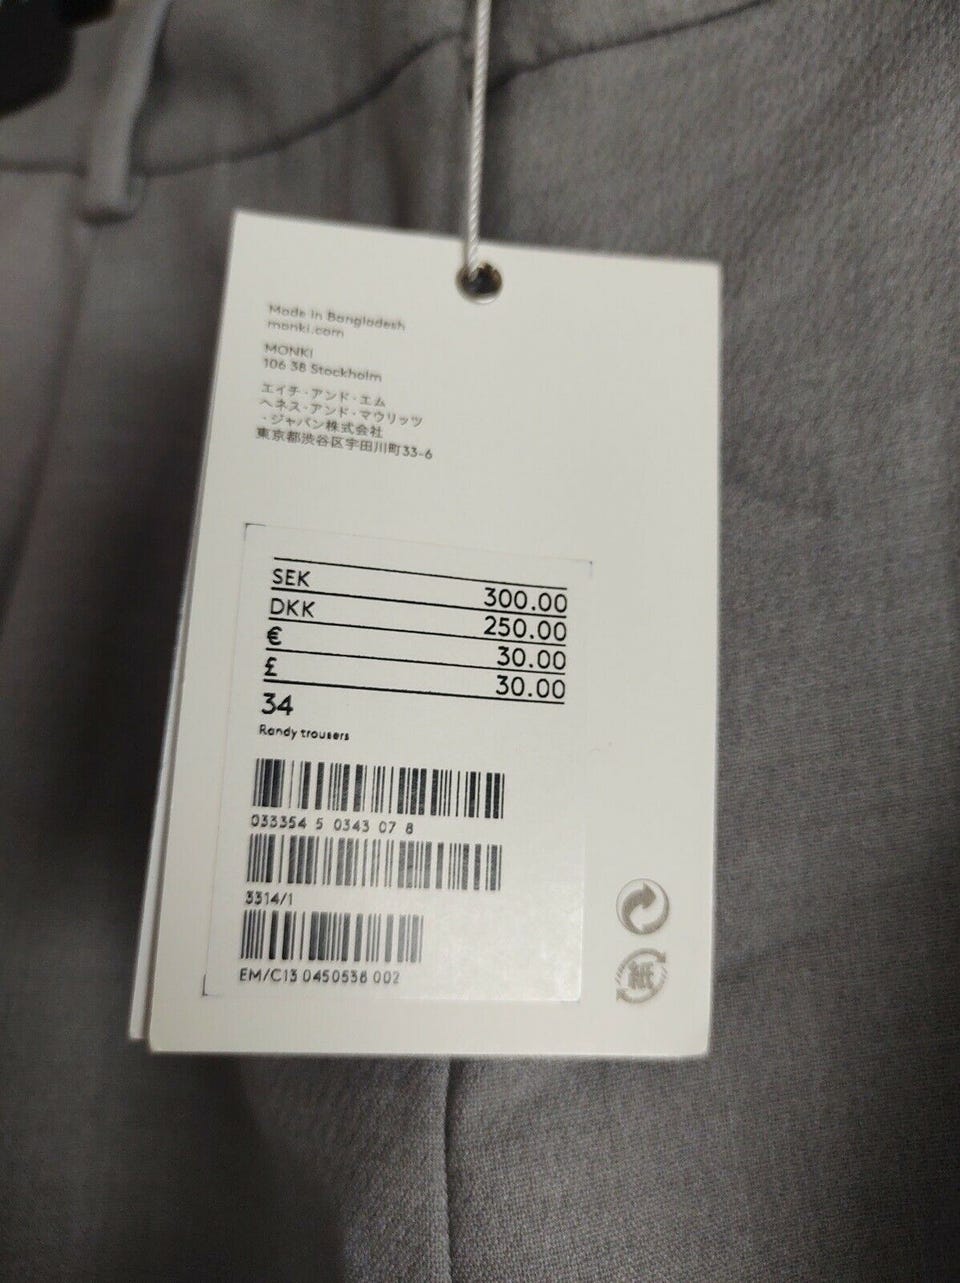 Made in Bangladesh
monki.com
MONKI
106 38 Stockholm
エイチ・アンド・エム
ヘネス・アンド・マウリッツ
・ジャパン株式会社
東京都渋谷区宇田川町33-6
SEK 300.00
DKK 250.00
€ 30.00
£ 30.00
34
Randy trousers
033354 5 0343 07 8
3314/1
EM/C13 0450538 002
紙